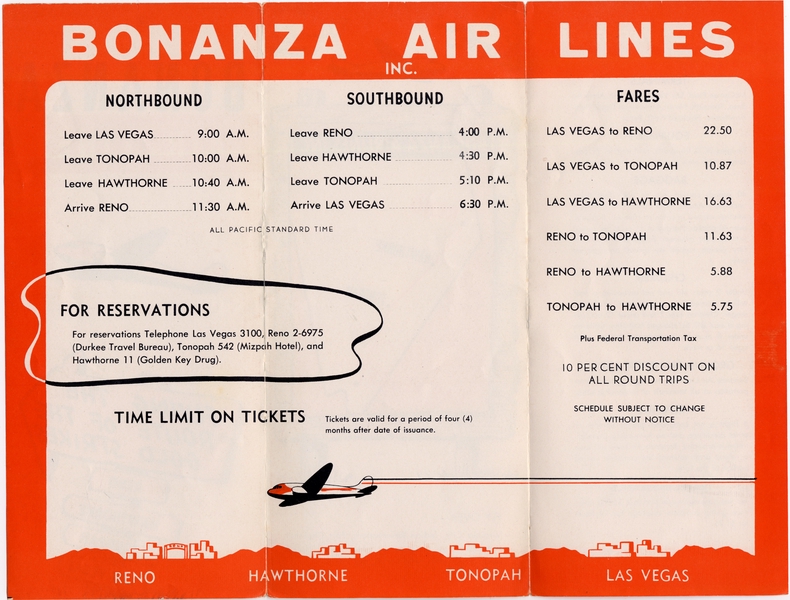 BONANZA AIR LINES
INC.
NORTHBOUND
Leave LAS VEGAS 9:00 A.M.
Leave TONOPAH 10:00 A.M.
Leave HAWTHORNE 10:40 A.M.
Arrive RENO 11:30 A.M.
SOUTHBOUND
Leave RENO 4:00 P.M.
Leave HAWTHORNE 4:30 P.M.
Leave TONOPAH 5:10 P.M.
Arrive LAS VEGAS 6:30 P.M.
ALL PACIFIC STANDARD TIME
FOR RESERVATIONS
For reservations Telephone Las Vegas 3100, Reno 2-6975
(Durkee Travel Bureau), Tonopah 542 (Mizpah Hotel), and
Hawthorne 11 (Golden Key Drug).
TIME LIMIT ON TICKETS
Tickets are valid for a period of four (4)
months after date of issuance.
FARES
LAS VEGAS to RENO 22.50
LAS VEGAS to TONOPAH 10.87
LAS VEGAS to HAWTHORNE 16.63
RENO to TONOPAH 11.63
RENO to HAWTHORNE 5.88
TONOPAH to HAWTHORNE 5.75
Plus Federal Transportation Tax
10 PER CENT DISCOUNT ON
ALL ROUND TRIPS
SCHEDULE SUBJECT TO CHANGE
WITHOUT NOTICE
RENO HAWTHORNE TONOPAH LAS VEGAS